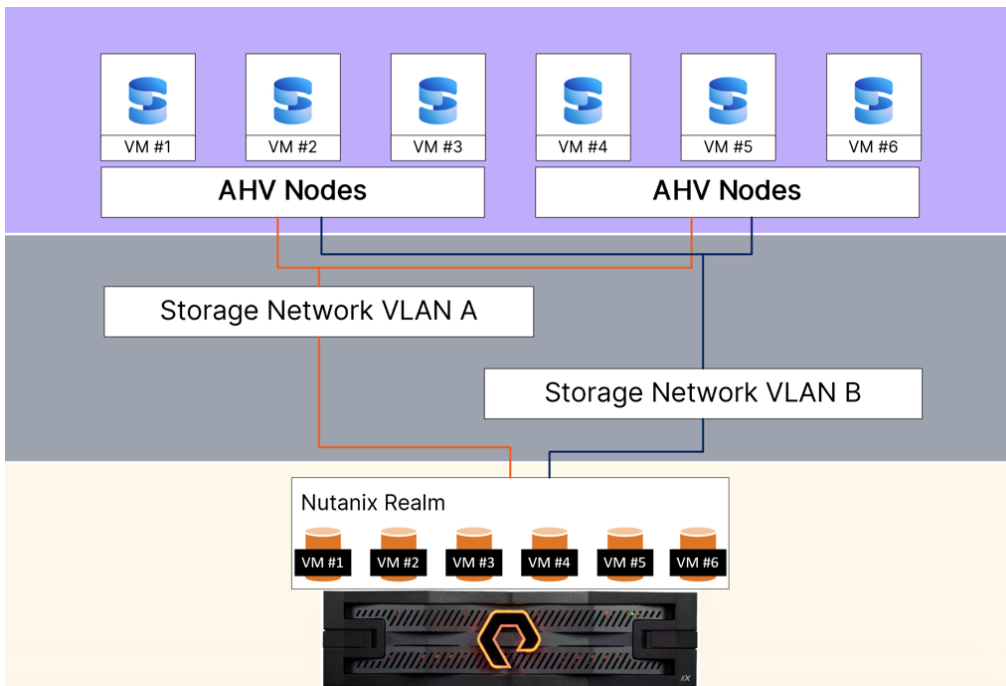 VM #1
VM #2
VM #3
VM #4
VM #5
VM #6
AHV Nodes
AHV Nodes
Storage Network VLAN A
Storage Network VLAN B
Nutanix Realm
VM #1
VM #2
VM #3
VM #4
VM #5
VM #6